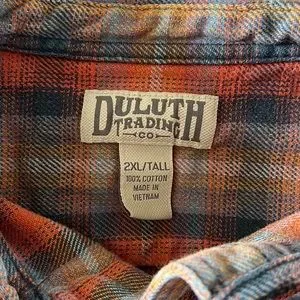 DULUTH
TRADING
CO
2XL/TALL
100% COTTON
MADE IN
VIETNAM